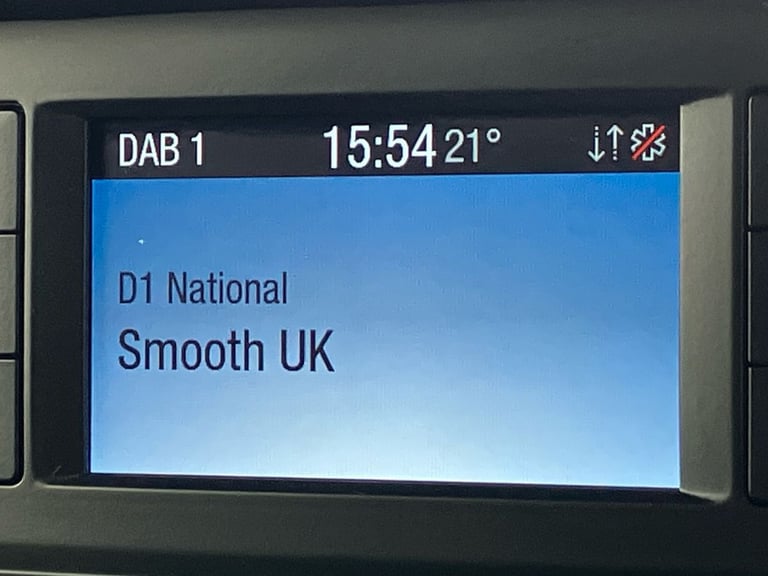 DAB 1 15:54 21°
D1 National
Smooth UK